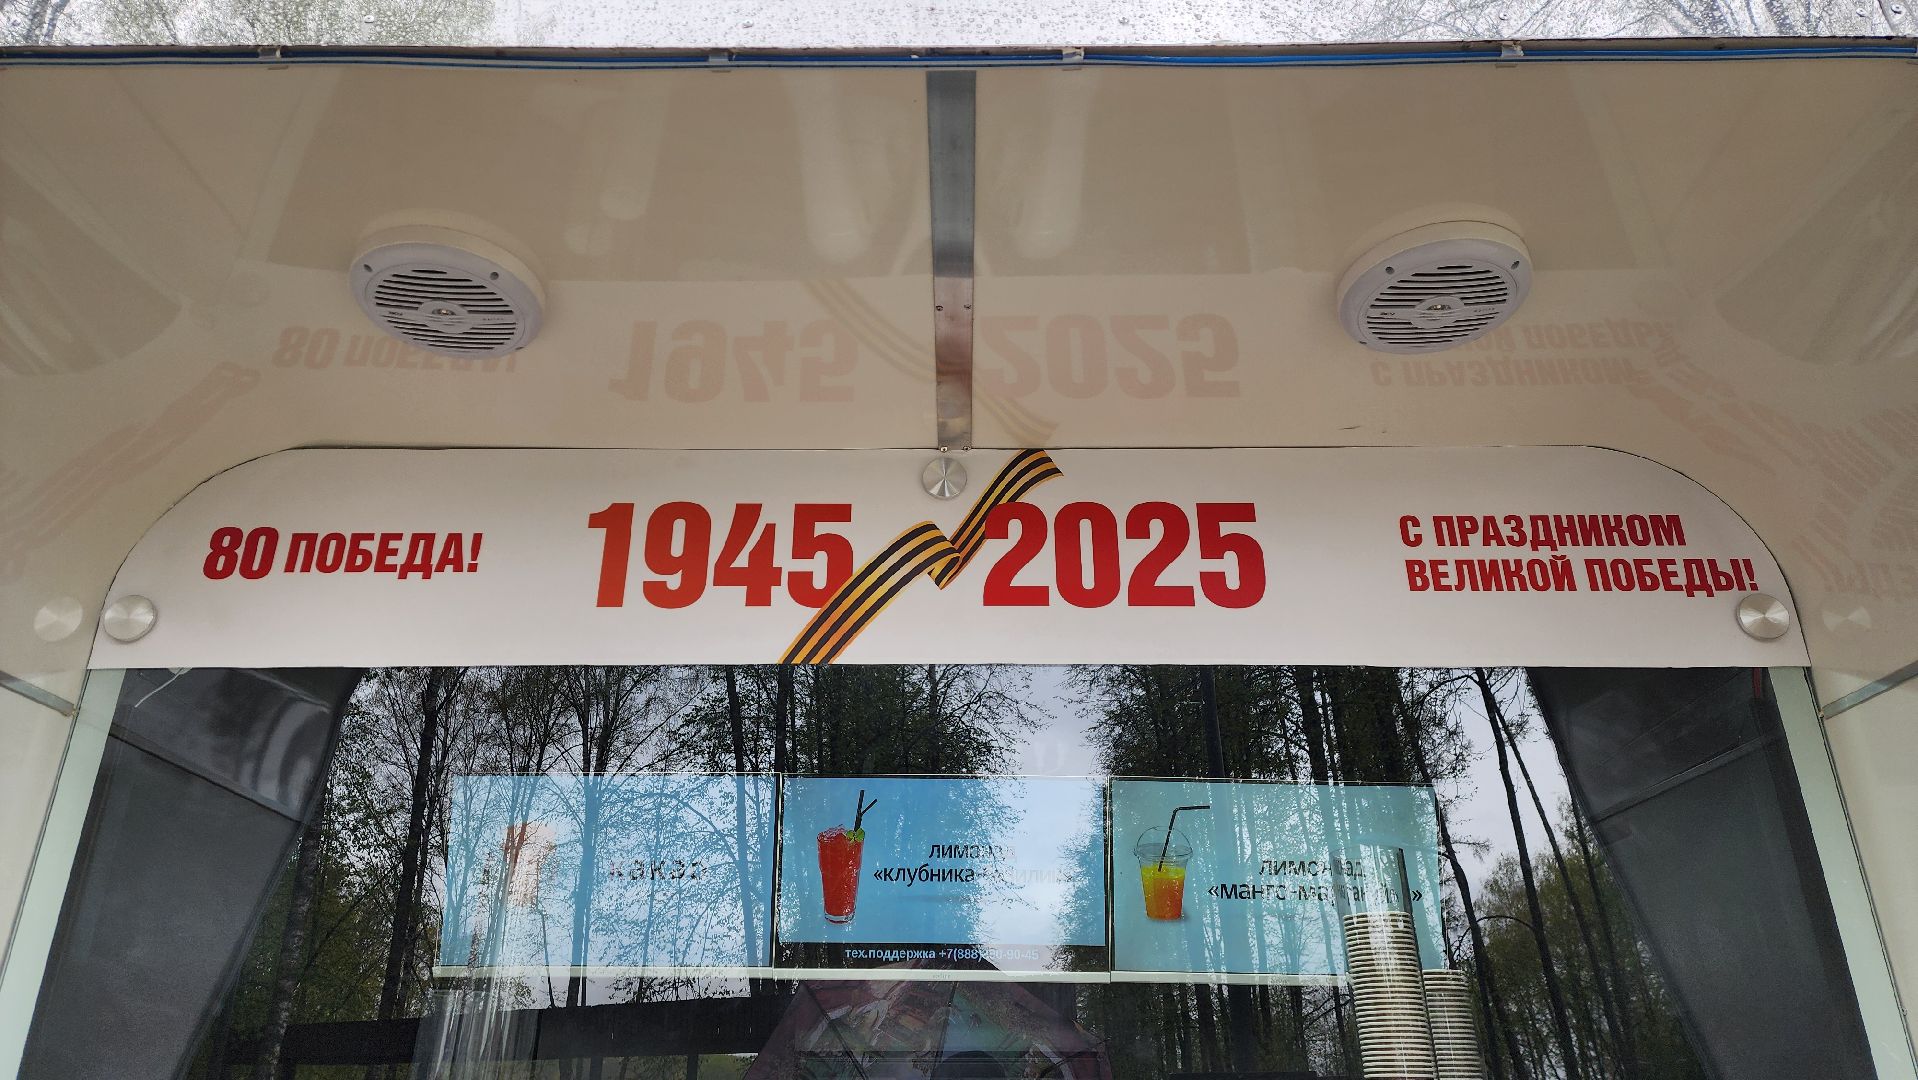 80 ПОБЕДА!
1945 2025
С ПРАЗДНИКОМ
ВЕЛИКОЙ ПОБЕДЫ!
какао
лимонад
«клубника-
лимонад
тех.поддержка